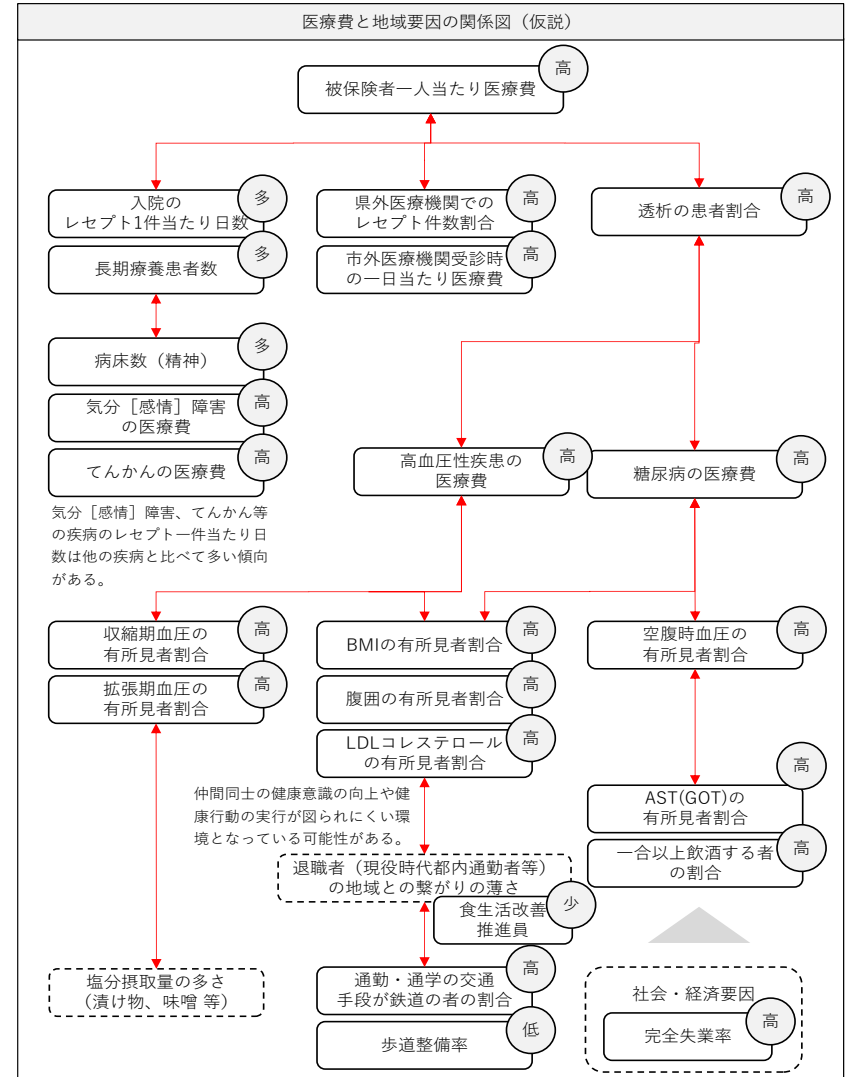 医療費と地域要因の関係図（仮説）
高
被保険者一人当たり医療費
多
入院の
レセプト1件当たり日数
多
長期療養患者数
高
県外医療機関での
レセプト件数割合
高
市外医療機関受診時
の一日当たり医療費
高
透析の患者割合
多
病床数（精神）
高
気分［感情］障害
の医療費
高
てんかんの医療費
気分［感情］障害、てんかん等
の疾病のレセプト一件当たり日
数は他の疾病と比べて多い傾向
がある。
高
高血圧性疾患の
医療費
高
糖尿病の医療費
高
収縮期血圧の
有所見者割合
高
拡張期血圧の
有所見者割合
高
BMIの有所見者割合
高
腹囲の有所見者割合
高
LDLコレステロール
の有所見者割合
高
空腹時血圧の
有所見者割合
仲間同士の健康意識の向上や健
康行動の実行が図られにくい環
境となっている可能性がある。
高
AST(GOT)の
有所見者割合
高
一合以上飲酒する者
の割合
退職者（現役時代都内通勤者等）
の地域との繋がりの薄さ
少
食生活改善
推進員
塩分摂取量の多さ
（漬け物、味噌 等）
高
通勤・通学の交通
手段が鉄道の者の割合
低
歩道整備率
社会・経済要因
高
完全失業率